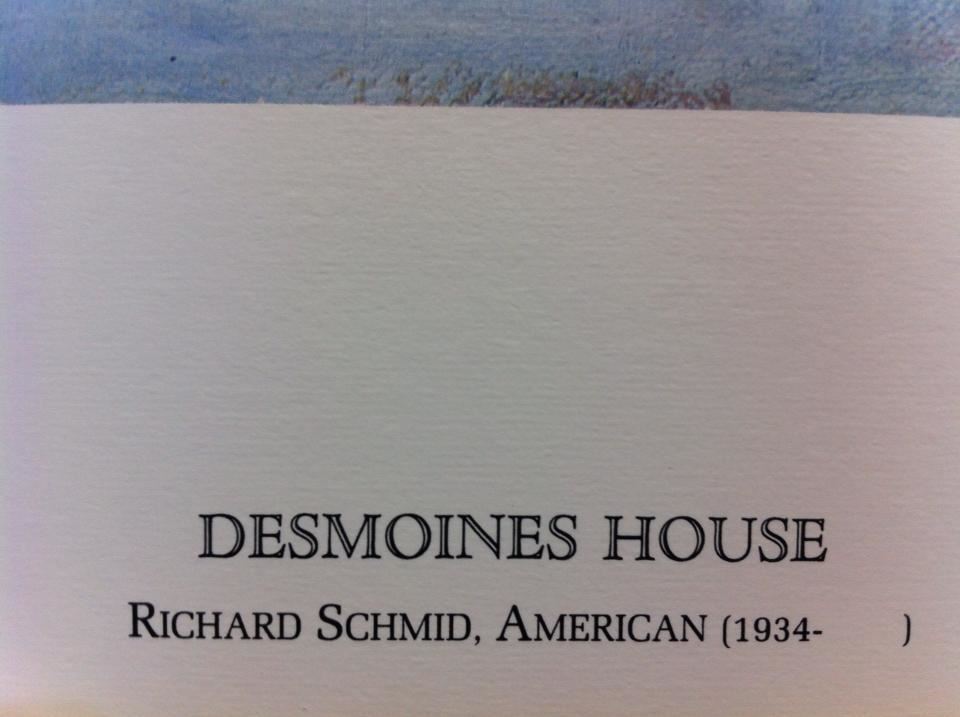 DESMOINES HOUSE
RICHARD SCHMID, AMERICAN (1934- )